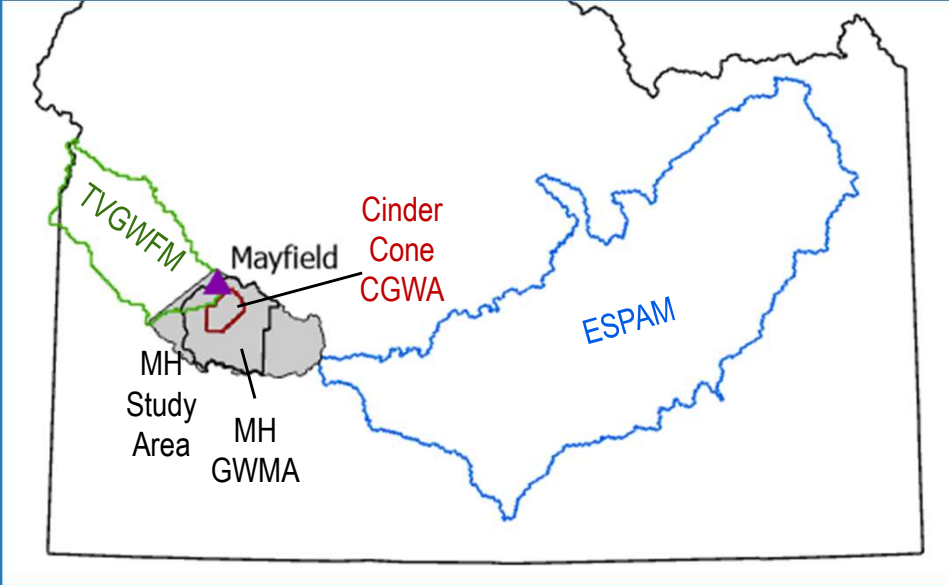 TVGWFM
Mayfield
Cinder
Cone
CGWA
ESPAM
MH
Study
Area
MH
GWMA